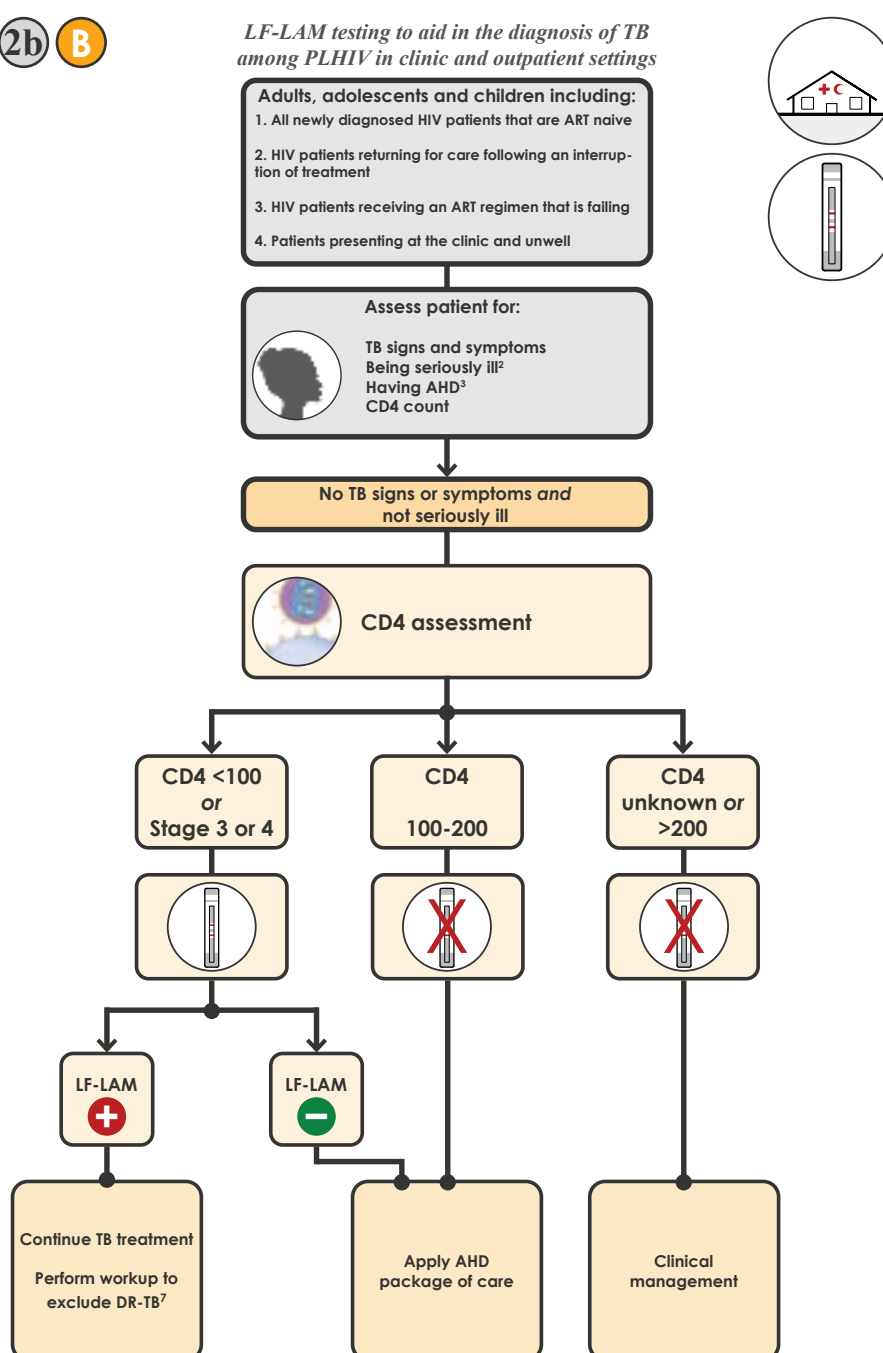 2b B
LF-LAM testing to aid in the diagnosis of TB
among PLHIV in clinic and outpatient settings
Adults, adolescents and children including:
1. All newly diagnosed HIV patients that are ART naive
2. HIV patients returning for care following an interrup-
tion of treatment
3. HIV patients receiving an ART regimen that is failing
4. Patients presenting at the clinic and unwell
Assess patient for:
TB signs and symptoms
Being seriously ill²
Having AHD³
CD4 count
No TB signs or symptoms and
not seriously ill
CD4 assessment
CD4 <100
or
Stage 3 or 4
CD4
100-200
CD4
unknown or
>200
LF-LAM
LF-LAM
Continue TB treatment
Perform workup to
exclude DR-TB⁷
Apply AHD
package of care
Clinical
management